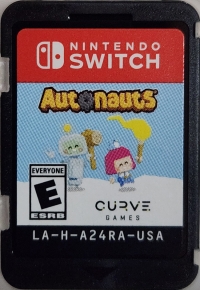 NINTENDO
SWITCH
Autonauts
EVERYONE
E
ESRB
CURVE
GAMES
LA-H-A24RA-USA